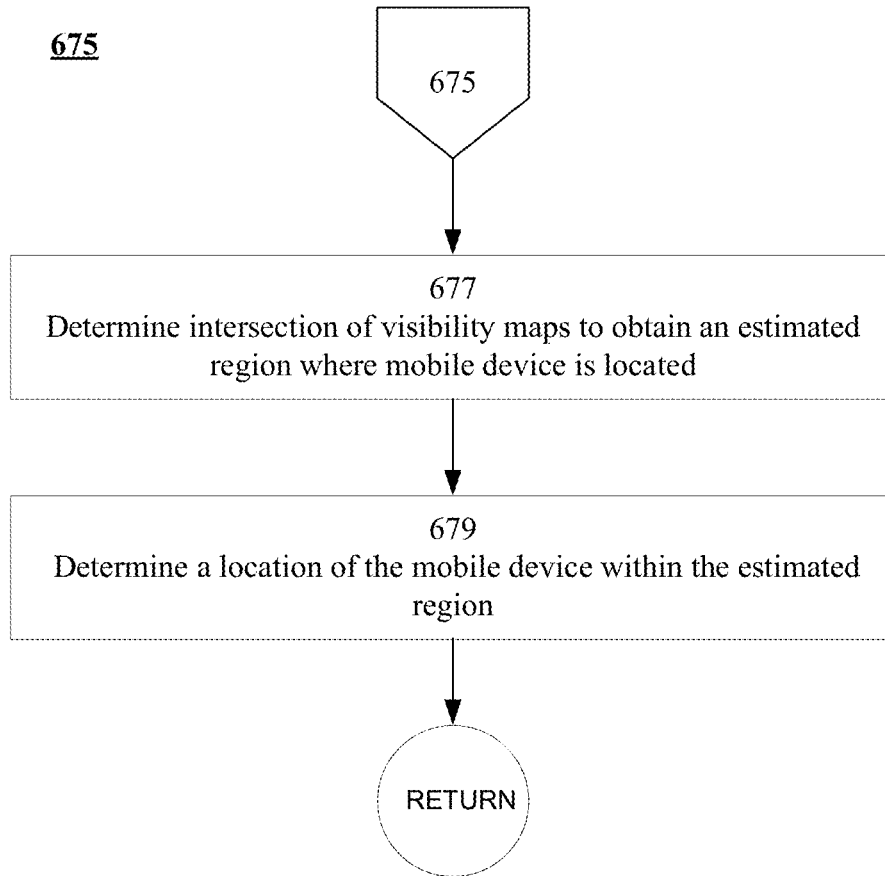 675
675
677
Determine intersection of visibility maps to obtain an estimated
region where mobile device is located
679
Determine a location of the mobile device within the estimated
region
RETURN